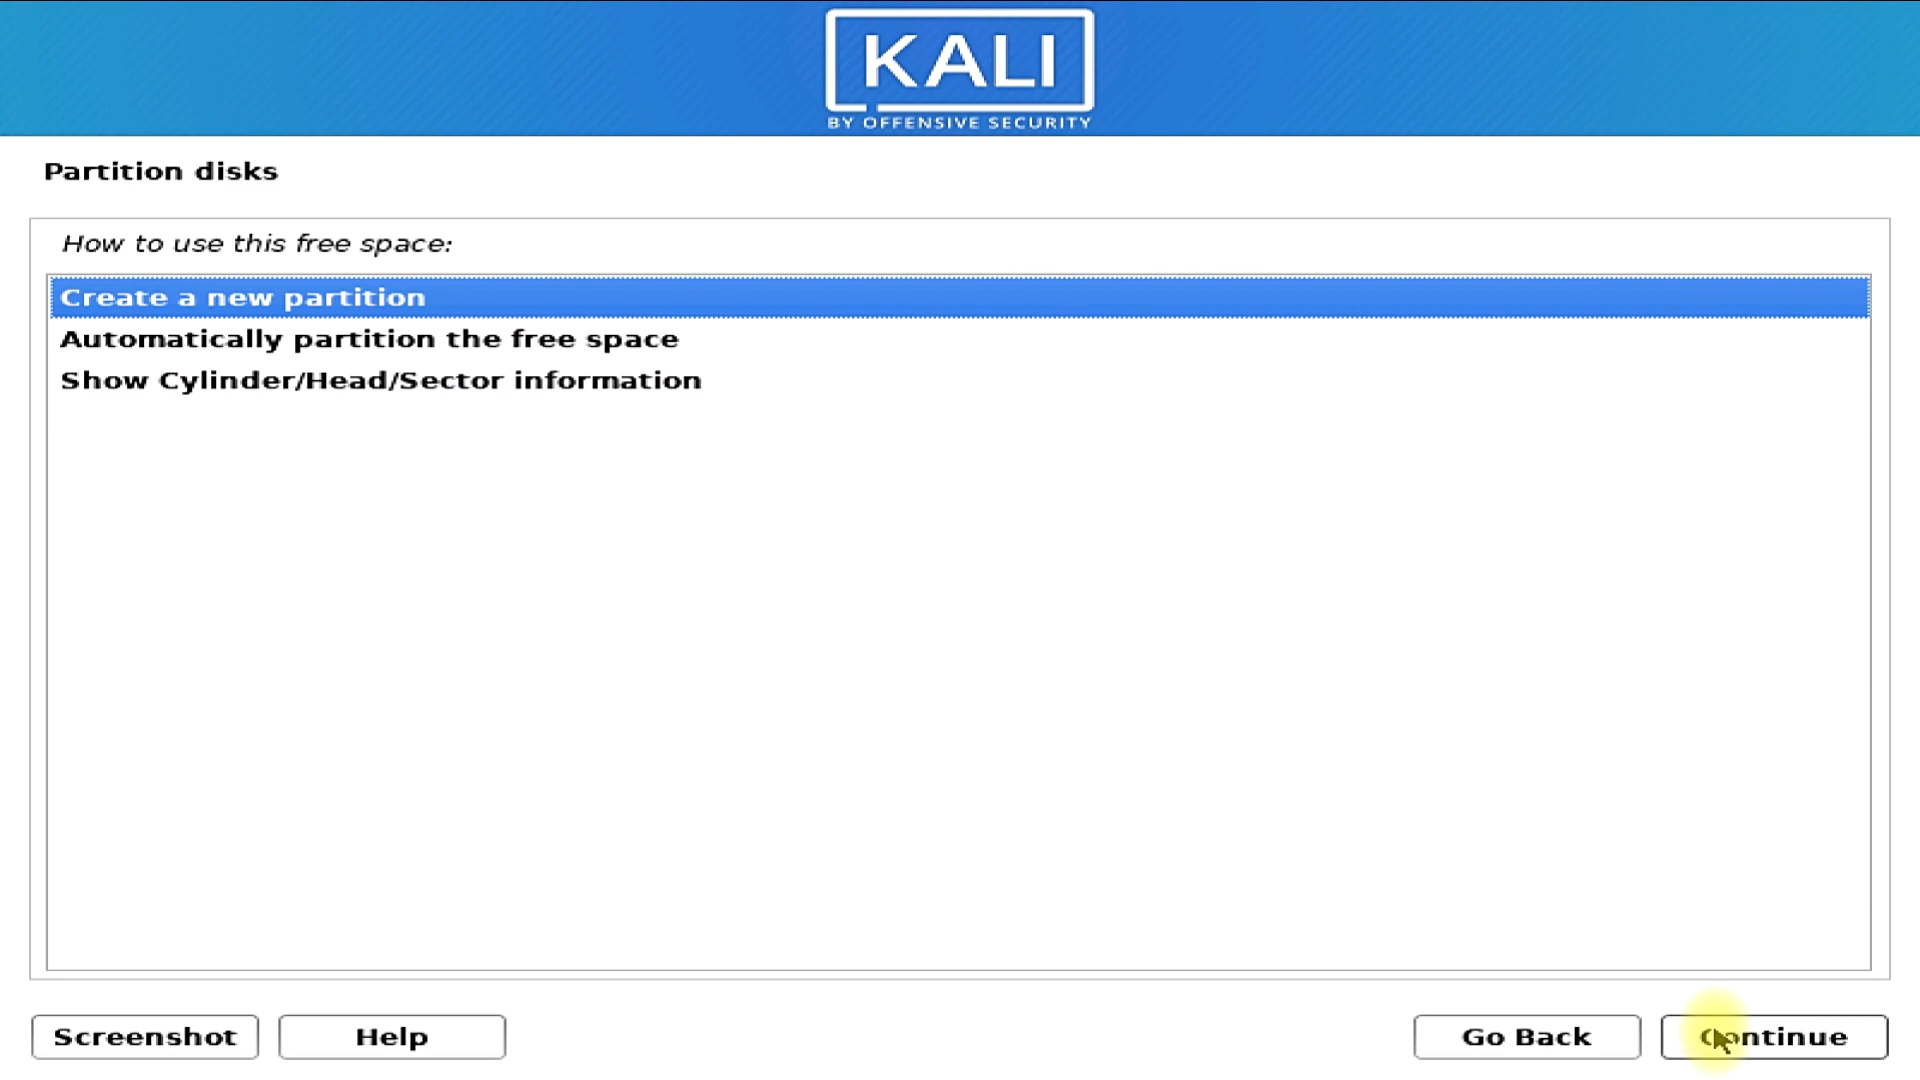 KALI
BY OFFENSIVE SECURITY
Partition disks
How to use this free space:
Create a new partition
Automatically partition the free space
Show Cylinder/Head/Sector information
Screenshot
Help
Go Back
Continue